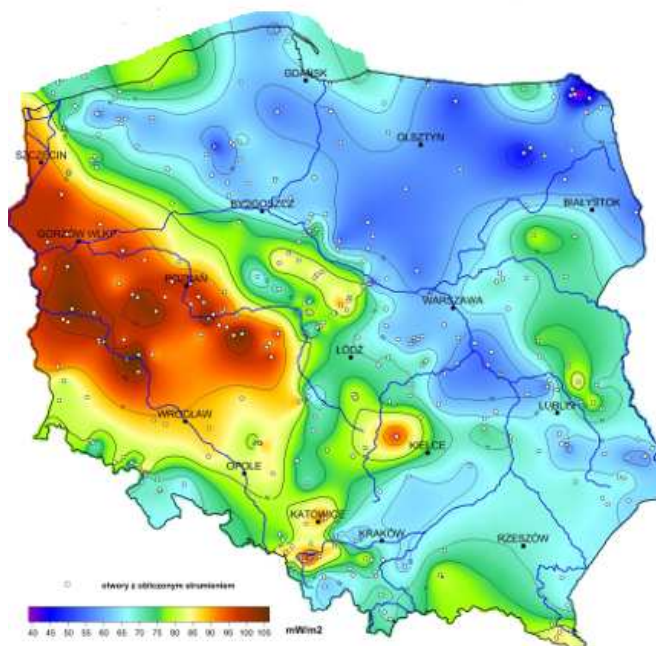 GDAŃSK
OLSZTYN
SZCZECIN
BYDGOSZCZ
BIAŁYSTOK
GORZÓW WLKP
POZNAŃ
WARSZAWA
ŁÓDŹ
WROCŁAW
LUBLIN
KIELCE
OPOLE
KATOWICE
KRAKÓW
RZESZÓW
otwory z obliczonym strumieniem
40 45 50 55 60 65 70 75 80 85 90 95 100 105 mW/m2